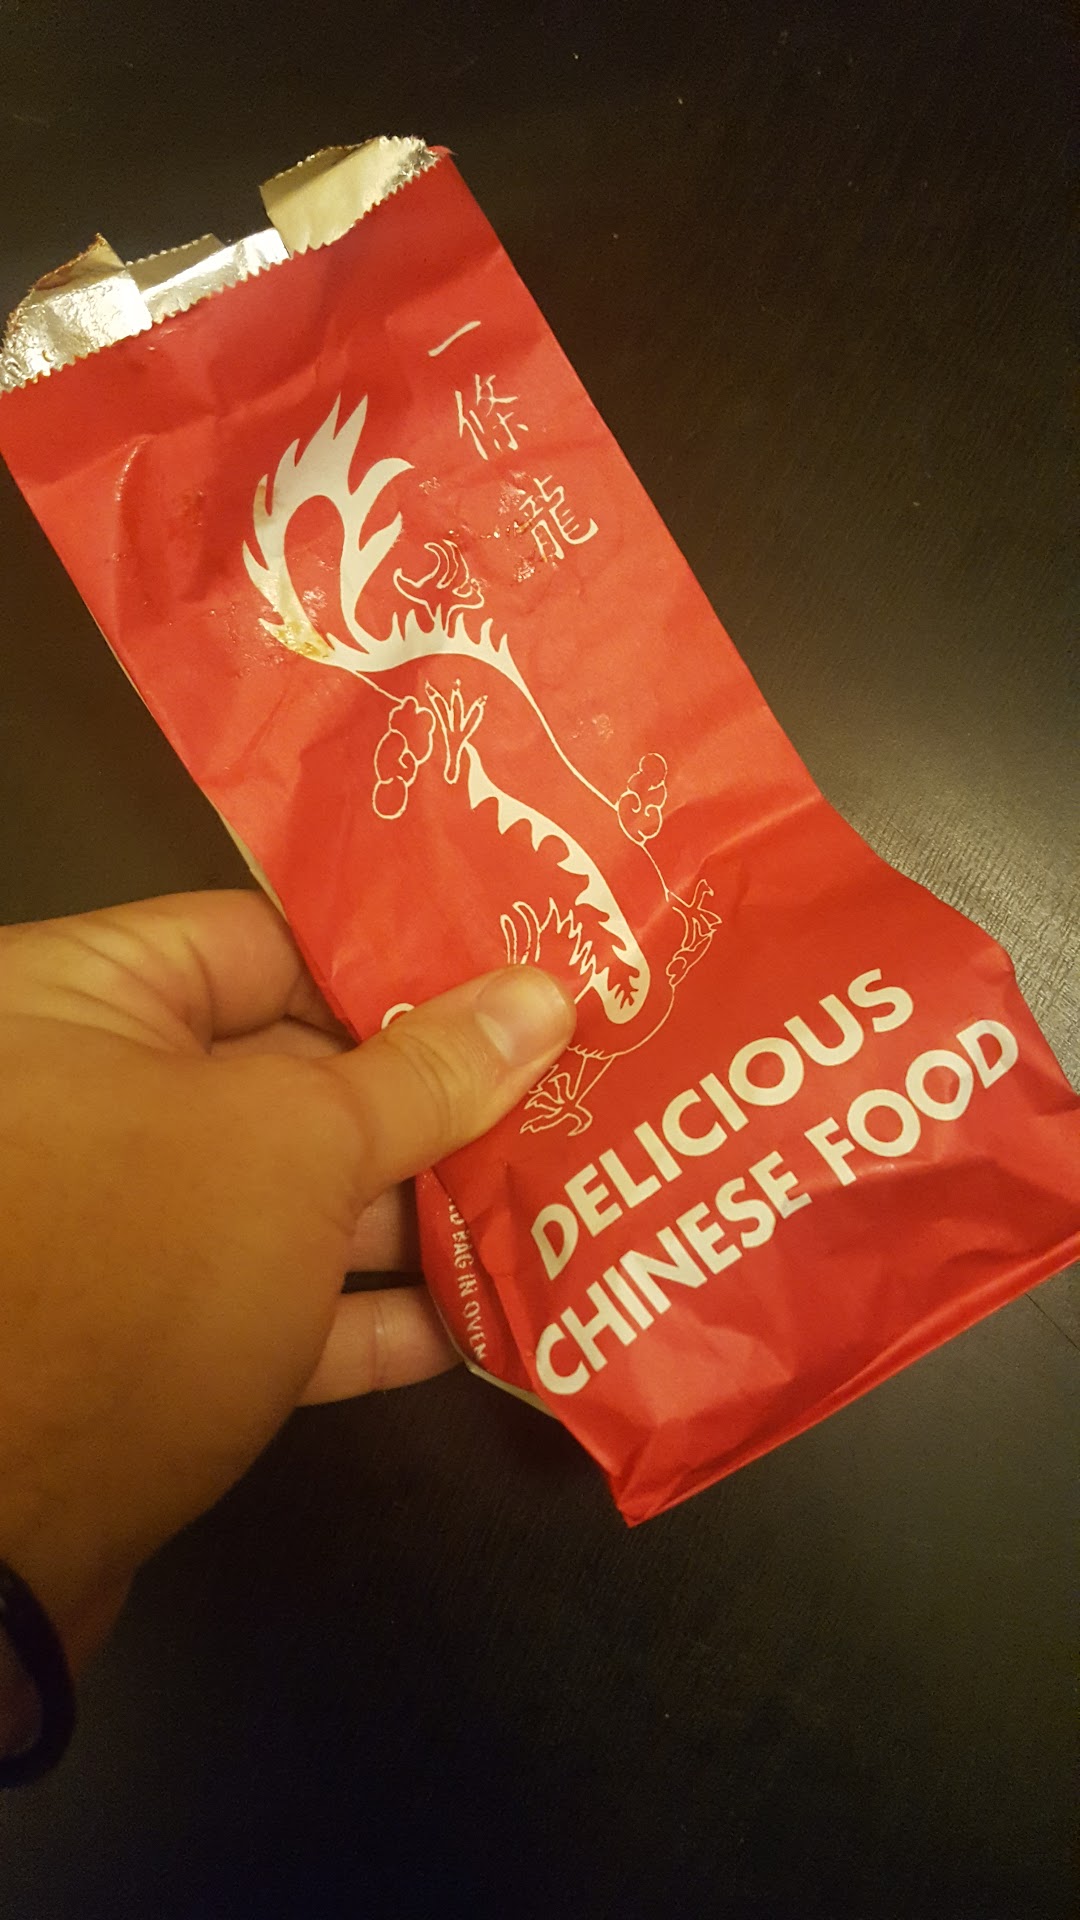 一條龍
DELICIOUS
CHINESE FOOD
BAG IN OVEN